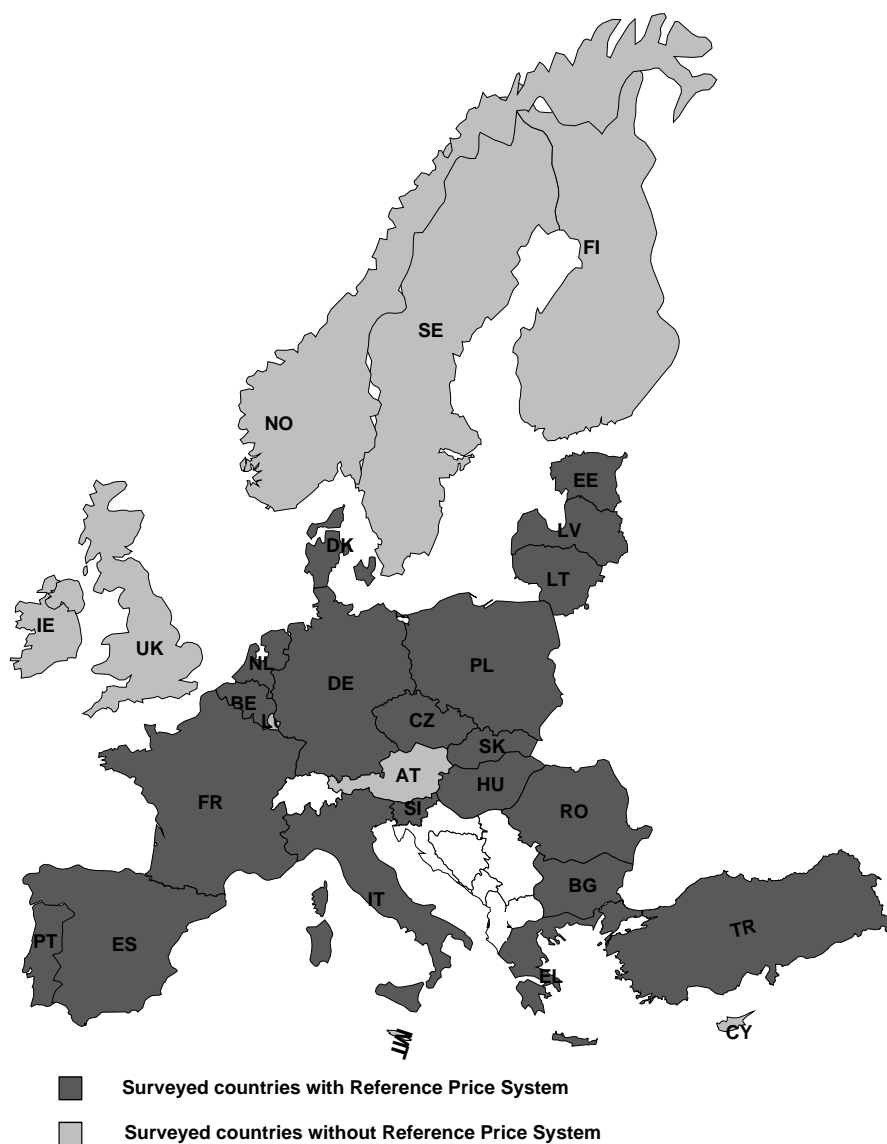 FI
SE
NO
EE
LV
DK
LT
IE
UK
NL
DE
PL
BE
L
CZ
SK
AT
HU
FR
SI
RO
BG
IT
PT
ES
TR
EL
CY
MT
Surveyed countries with Reference Price System
Surveyed countries without Reference Price System